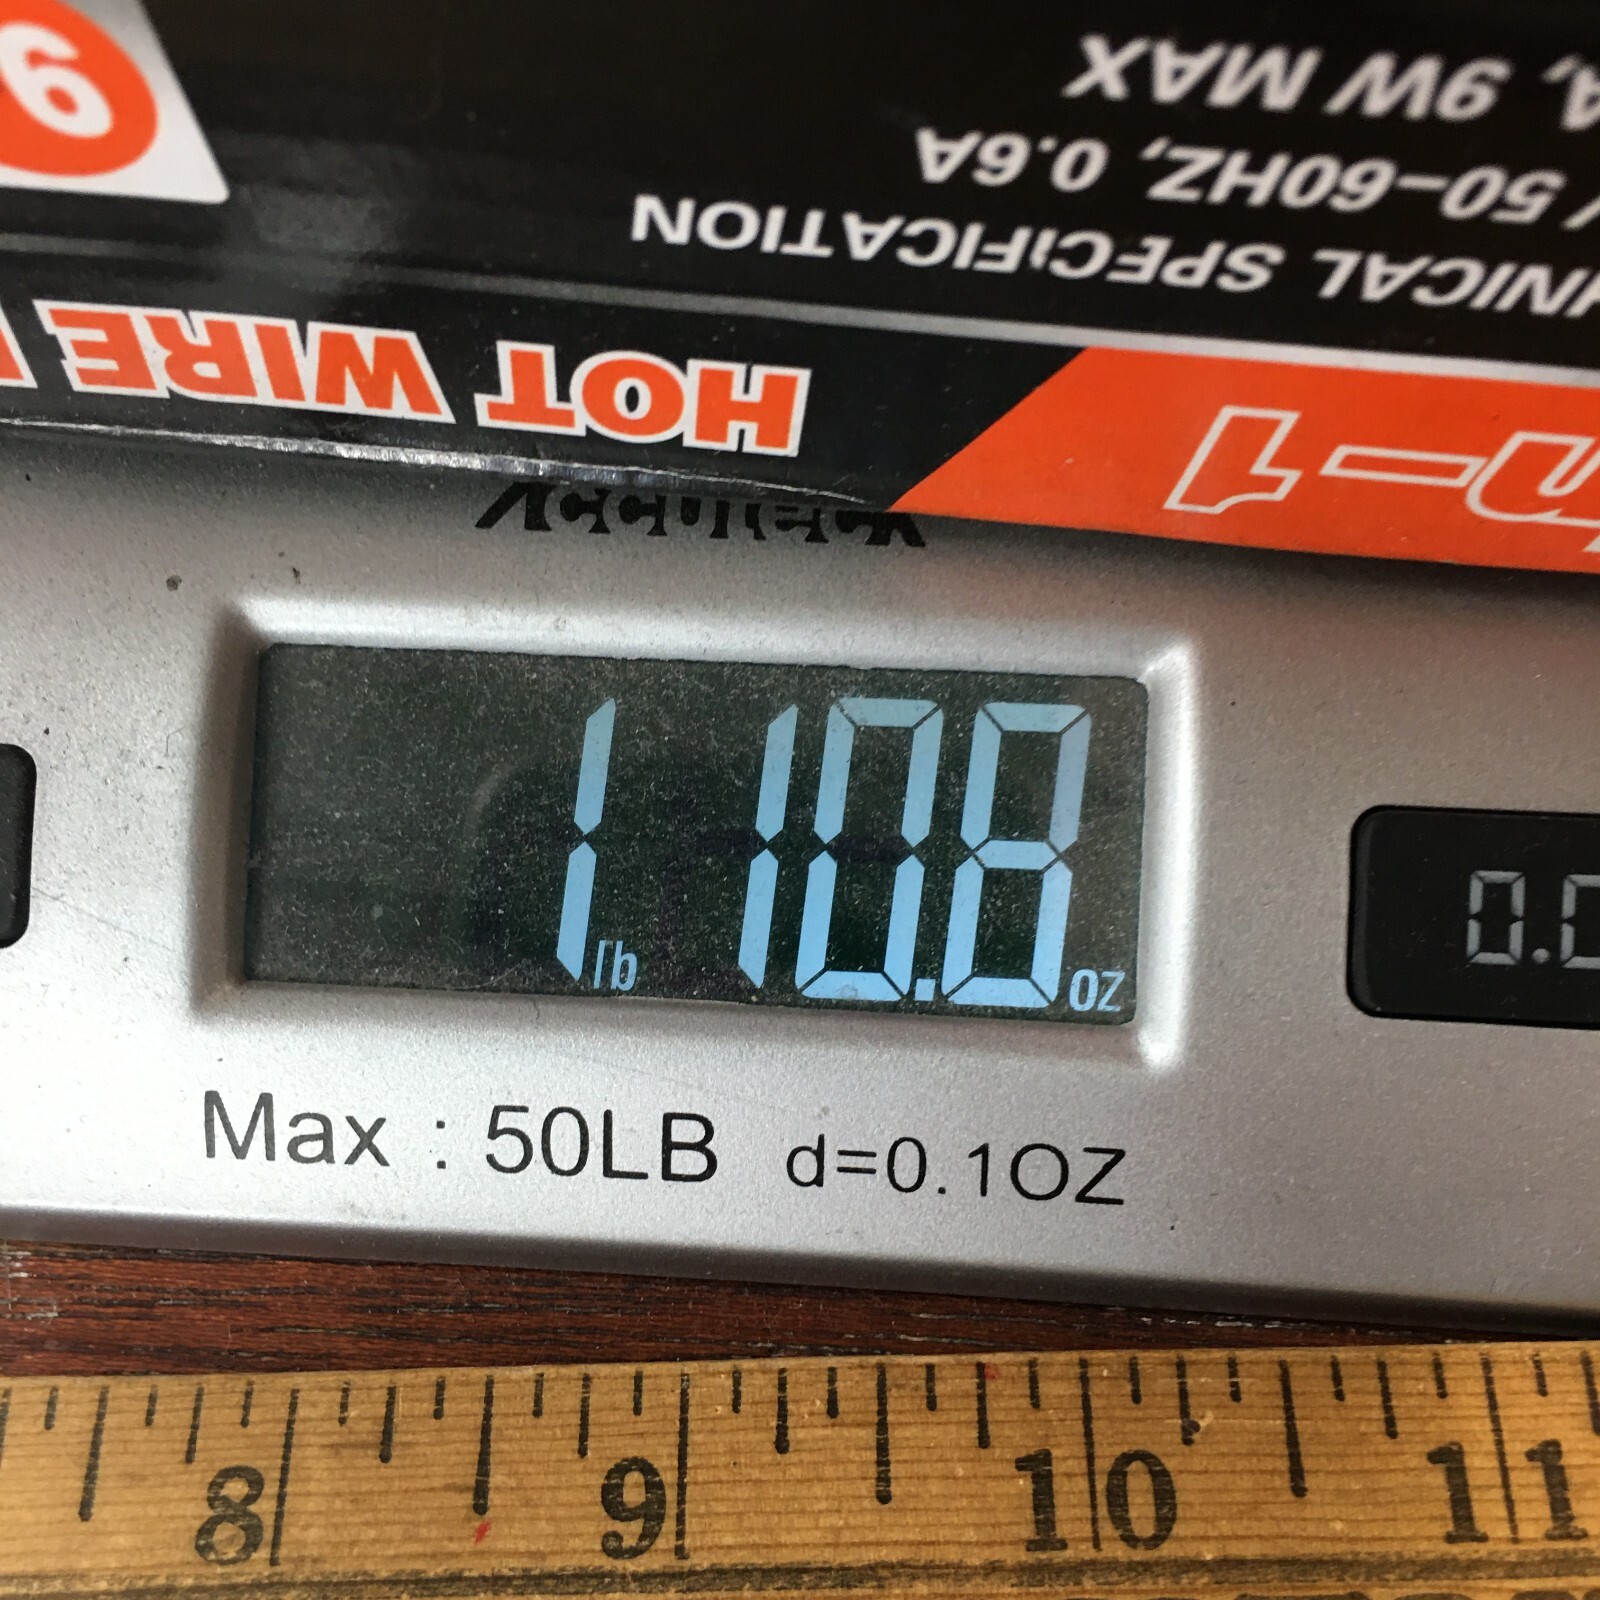 9W MAX
50-60HZ, 0.6A
SPECIFICATION
HOT WIRE
Accuteck
1 lb 10.8 oz
Max : 50LB d=0.1OZ
8 9 10 11